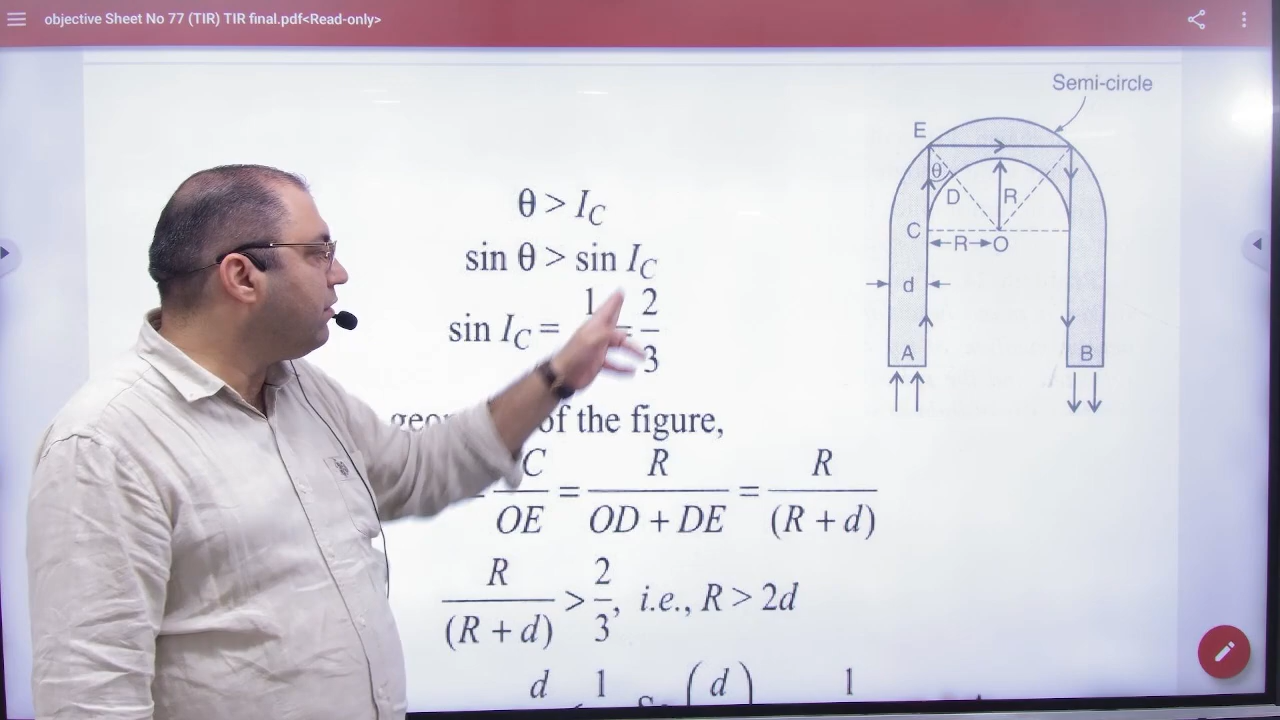 objective Sheet No 77 (TIR) TIR final.pdf<Read-only>
Semi-circle
E
θ
D
R
C
R
O
d
A
B
θ > I_C
sin θ > sin I_C
sin I_C = 1 = 2/3
of the figure,
C/OE = R/(OD + DE) = R/(R + d)
R/(R + d) > 2/3, i.e., R > 2d
d 1 (d) 1